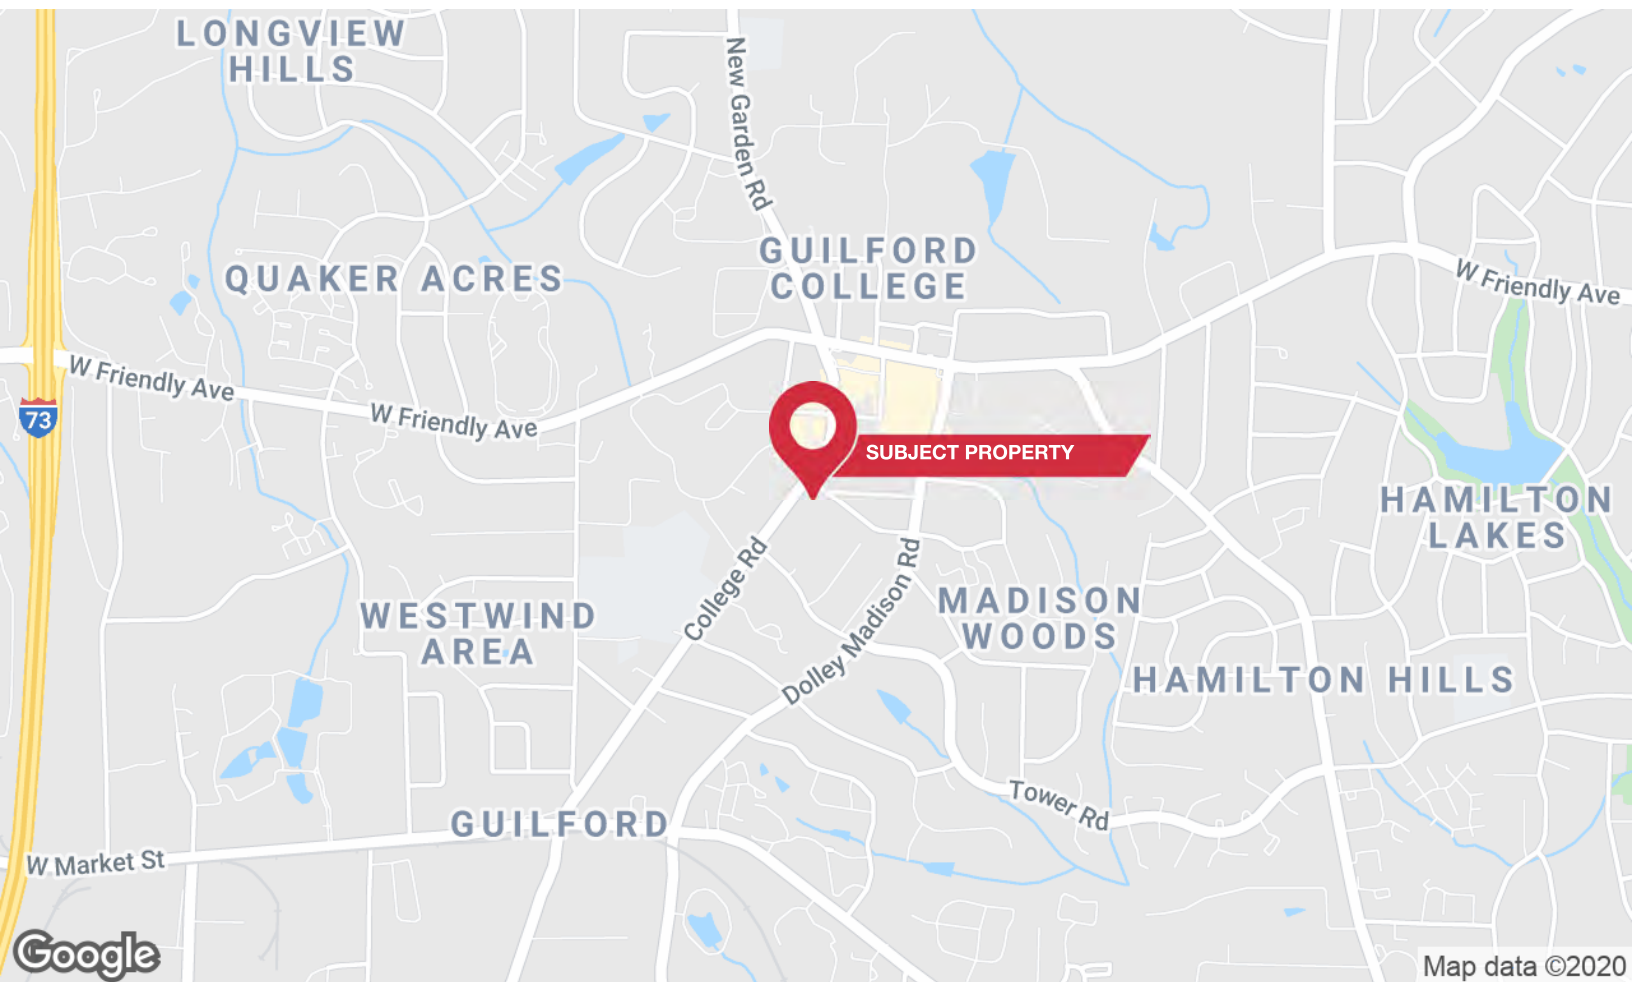 LONGVIEW
HILLS
New Garden Rd
GUILFORD
COLLEGE
QUAKER ACRES
W Friendly Ave
W Friendly Ave
W Friendly Ave
73
SUBJECT PROPERTY
HAMILTON
LAKES
College Rd
Dolley Madison Rd
WESTWIND
AREA
MADISON
WOODS
HAMILTON HILLS
Tower Rd
GUILFORD
W Market St
Google
Map data ©2020